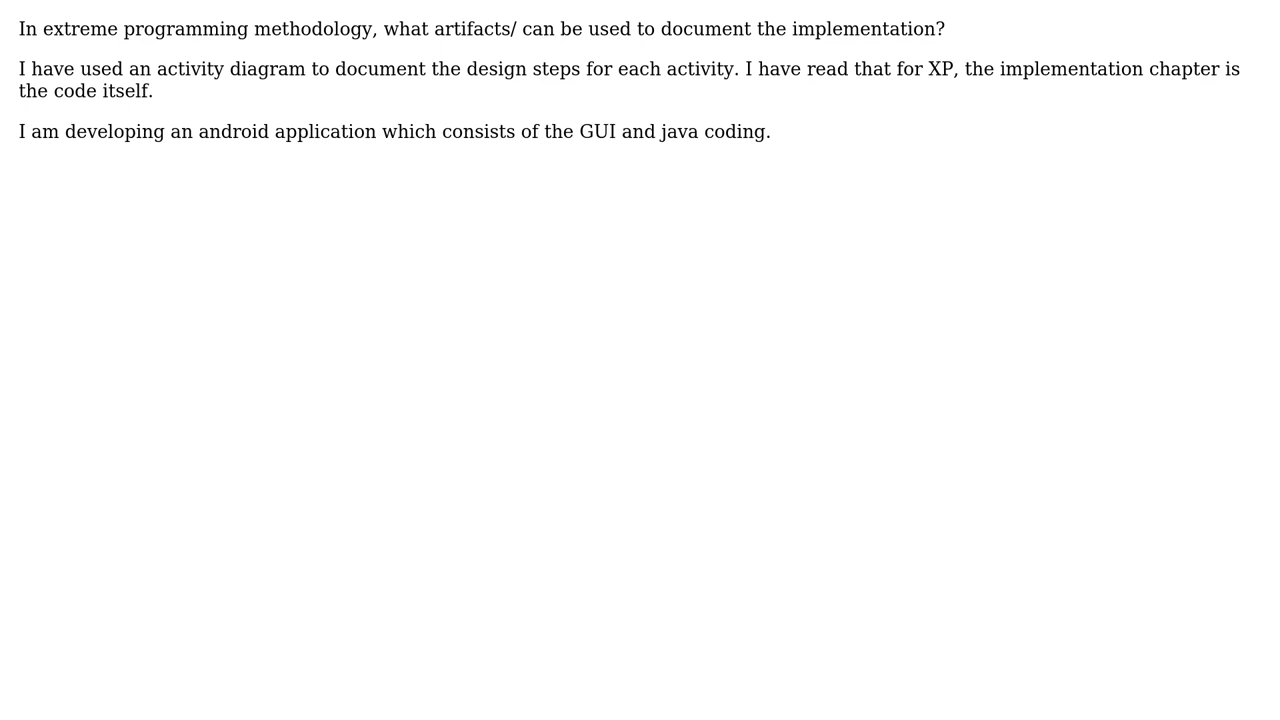 In extreme programming methodology, what artifacts/ can be used to document the implementation?
I have used an activity diagram to document the design steps for each activity. I have read that for XP, the implementation chapter is
the code itself.
I am developing an android application which consists of the GUI and java coding.